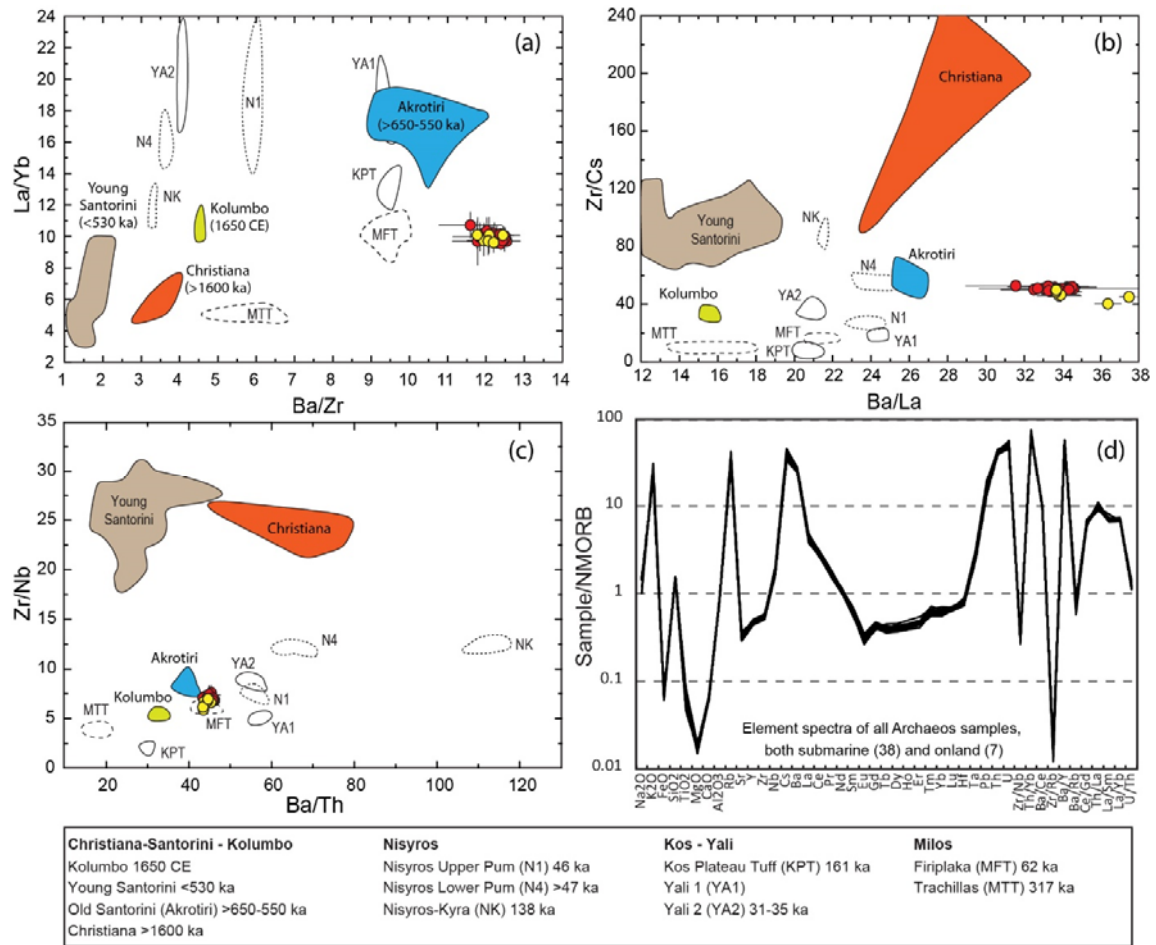 (a)
24
22
20
18
16
14
12
10
8
6
4
2
La/Yb
1 2 3 4 5 6 7 8 9 10 11 12 13 14
Ba/Zr
YA2
N1
YA1
N4
Akrotiri
(>650-550 ka)
KPT
NK
Young
Santorini
(<530 ka)
Kolumbo
(1650 CE)
MFT
Christiana
(>1600 ka)
MTT
(b)
240
200
160
120
80
40
0
Zr/Cs
12 14 16 18 20 22 24 26 28 30 32 34 36 38
Ba/La
Christiana
Young
Santorini
NK
Akrotiri
N4
Kolumbo
YA2
N1
MTT
MFT
YA1
KPT
(c)
35
30
25
20
15
10
5
0
Zr/Nb
20 40 60 80 100 120
Ba/Th
Young
Santorini
Christiana
N4
NK
Akrotiri
YA2
Kolumbo
N1
MTT
MFT
YA1
KPT
(d)
100
10
1
0.1
0.01
Sample/NMORB
Element spectra of all Archaeos samples,
both submarine (38) and onland (7)
Na2O
K2O
FeO
SiO2
TiO2
MgO
CaO
Al2O3
Rb
Sr
Y
Zr
Nb
Cs
Ba
La
Ce
Pr
Nd
Sm
Eu
Gd
Tb
Dy
Ho
Er
Tm
Yb
Lu
Hf
Ta
Pb
Th
U
Zr/Nb
Th/Yb
Ba/Ce
Zr/Rb
Ba/Y
Ba/Rb
Ce/Gd
Th/La
La/Sm
La/Yb
U/Th
Christiana-Santorini - Kolumbo
Kolumbo 1650 CE
Young Santorini <530 ka
Old Santorini (Akrotiri) >650-550 ka
Christiana >1600 ka
Nisyros
Nisyros Upper Pum (N1) 46 ka
Nisyros Lower Pum (N4) >47 ka
Nisyros-Kyra (NK) 138 ka
Kos - Yali
Kos Plateau Tuff (KPT) 161 ka
Yali 1 (YA1)
Yali 2 (YA2) 31-35 ka
Milos
Firiplaka (MFT) 62 ka
Trachillas (MTT) 317 ka